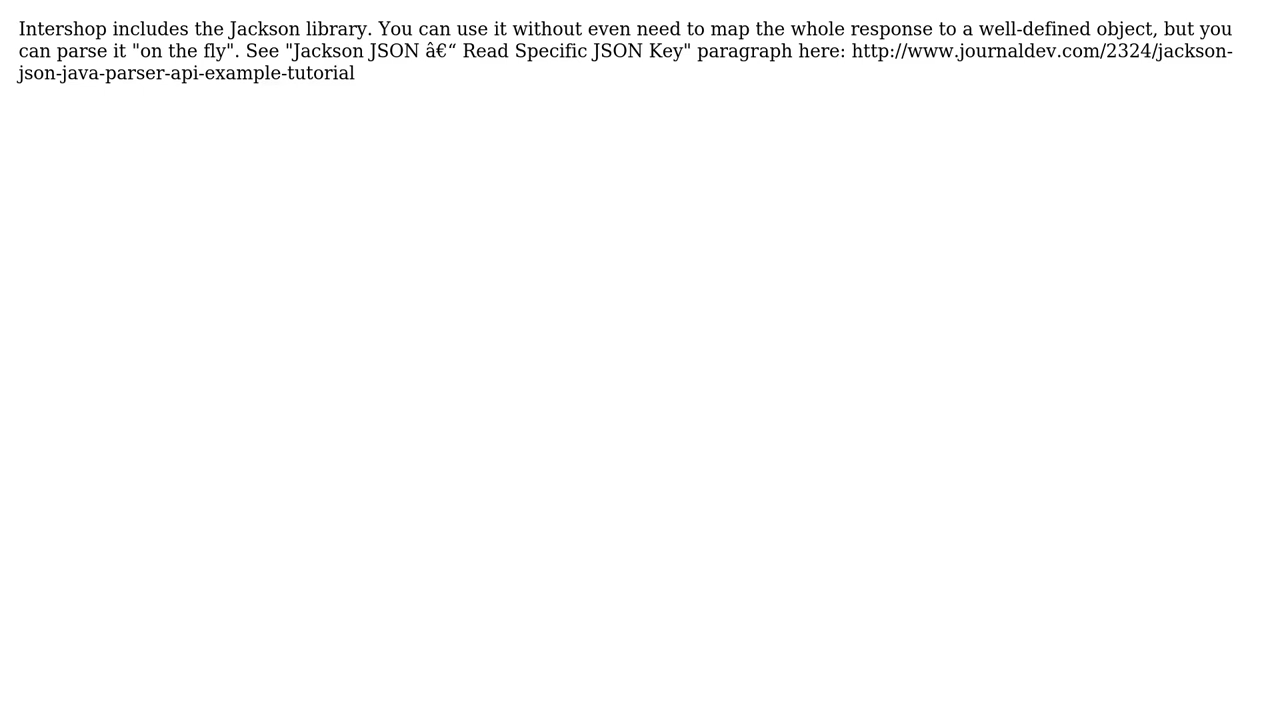 Intershop includes the Jackson library. You can use it without even need to map the whole response to a well-defined object, but you
can parse it "on the fly". See "Jackson JSON â€“ Read Specific JSON Key" paragraph here: http://www.journaldev.com/2324/jackson-
json-java-parser-api-example-tutorial